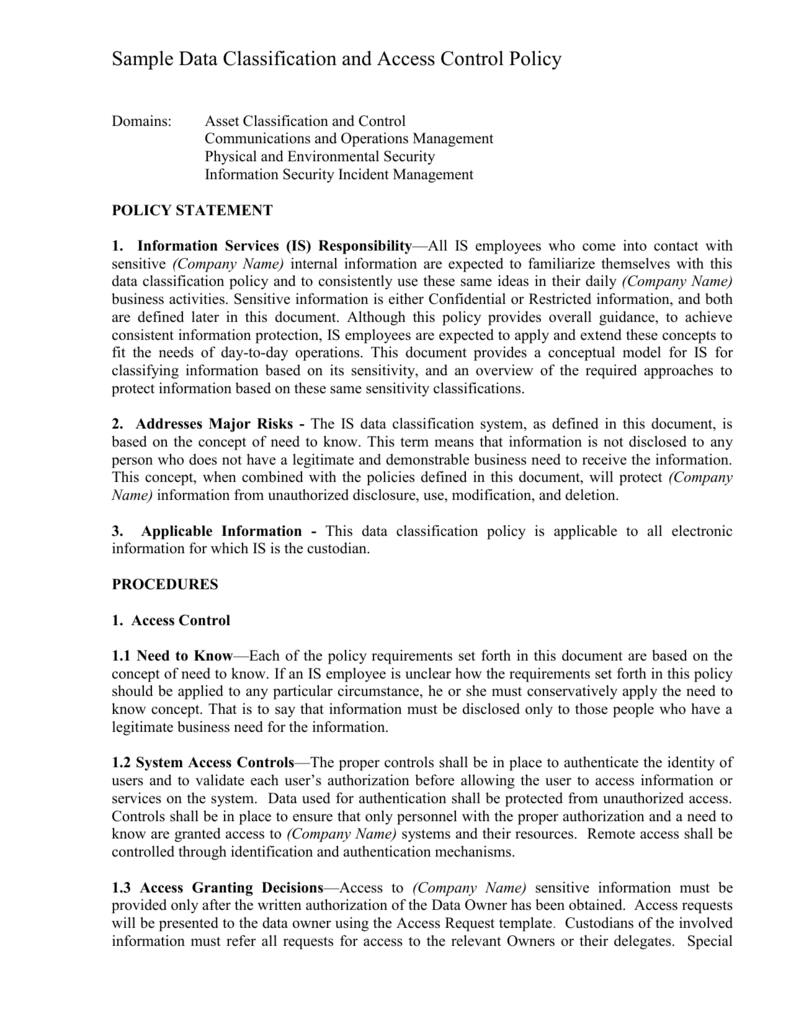 Sample Data Classification and Access Control Policy
Domains: Asset Classification and Control
Communications and Operations Management
Physical and Environmental Security
Information Security Incident Management
POLICY STATEMENT
1. Information Services (IS) Responsibility—All IS employees who come into contact with
sensitive (Company Name) internal information are expected to familiarize themselves with this
data classification policy and to consistently use these same ideas in their daily (Company Name)
business activities. Sensitive information is either Confidential or Restricted information, and both
are defined later in this document. Although this policy provides overall guidance, to achieve
consistent information protection, IS employees are expected to apply and extend these concepts to
fit the needs of day-to-day operations. This document provides a conceptual model for IS for
classifying information based on its sensitivity, and an overview of the required approaches to
protect information based on these same sensitivity classifications.
2. Addresses Major Risks - The IS data classification system, as defined in this document, is
based on the concept of need to know. This term means that information is not disclosed to any
person who does not have a legitimate and demonstrable business need to receive the information.
This concept, when combined with the policies defined in this document, will protect (Company
Name) information from unauthorized disclosure, use, modification, and deletion.
3. Applicable Information - This data classification policy is applicable to all electronic
information for which IS is the custodian.
PROCEDURES
1. Access Control
1.1 Need to Know—Each of the policy requirements set forth in this document are based on the
concept of need to know. If an IS employee is unclear how the requirements set forth in this policy
should be applied to any particular circumstance, he or she must conservatively apply the need to
know concept. That is to say that information must be disclosed only to those people who have a
legitimate business need for the information.
1.2 System Access Controls—The proper controls shall be in place to authenticate the identity of
users and to validate each user's authorization before allowing the user to access information or
services on the system. Data used for authentication shall be protected from unauthorized access.
Controls shall be in place to ensure that only personnel with the proper authorization and a need to
know are granted access to (Company Name) systems and their resources. Remote access shall be
controlled through identification and authentication mechanisms.
1.3 Access Granting Decisions—Access to (Company Name) sensitive information must be
provided only after the written authorization of the Data Owner has been obtained. Access requests
will be presented to the data owner using the Access Request template. Custodians of the involved
information must refer all requests for access to the relevant Owners or their delegates. Special